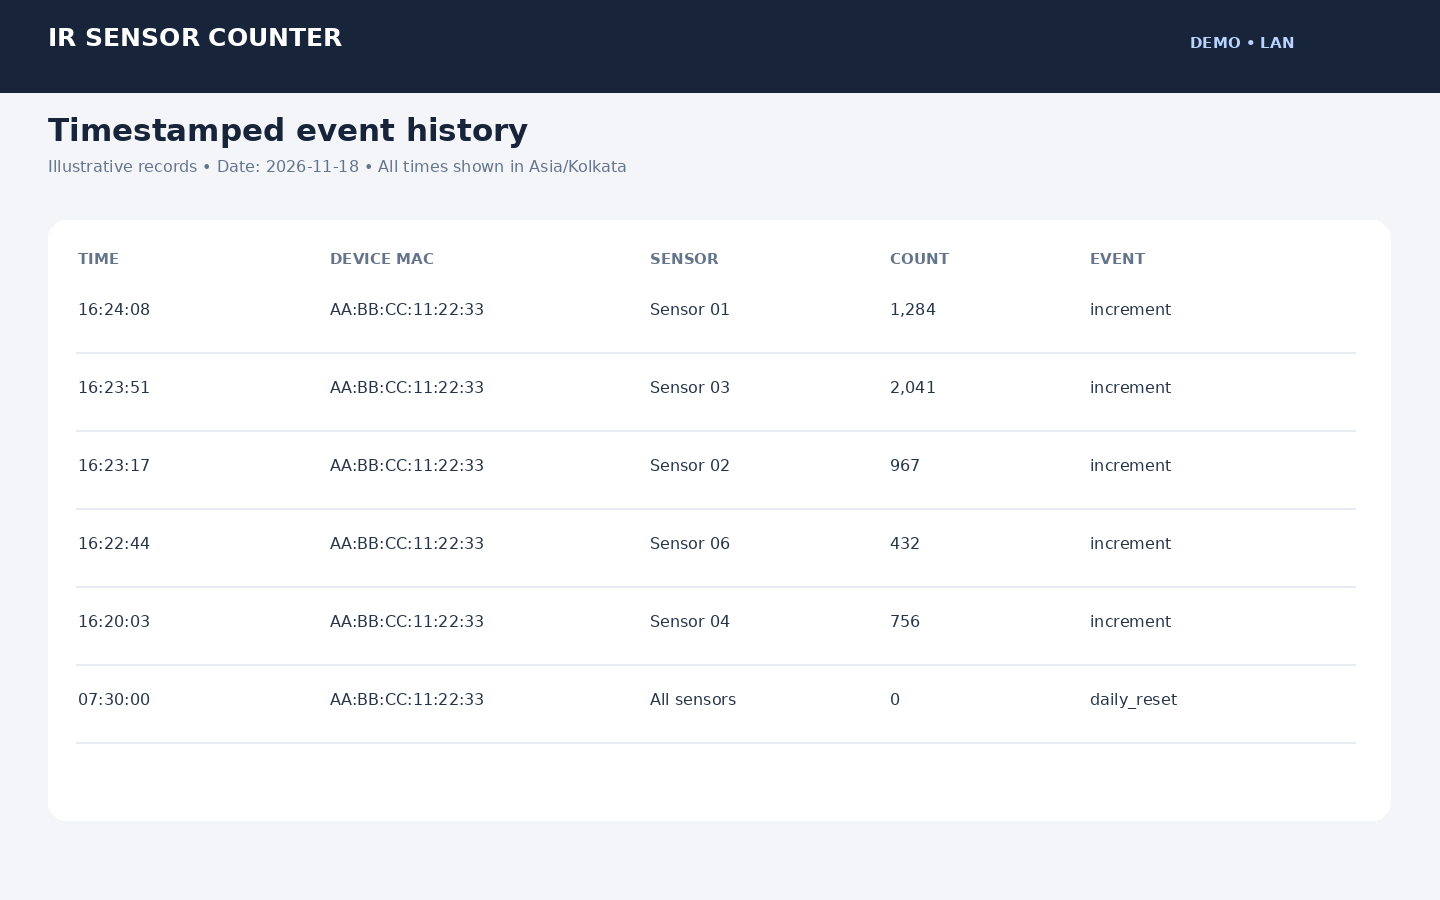 IR SENSOR COUNTER
DEMO • LAN
Timestamped event history
Illustrative records • Date: 2026-11-18 • All times shown in Asia/Kolkata
TIME DEVICE MAC SENSOR COUNT EVENT
16:24:08 AA:BB:CC:11:22:33 Sensor 01 1,284 increment
16:23:51 AA:BB:CC:11:22:33 Sensor 03 2,041 increment
16:23:17 AA:BB:CC:11:22:33 Sensor 02 967 increment
16:22:44 AA:BB:CC:11:22:33 Sensor 06 432 increment
16:20:03 AA:BB:CC:11:22:33 Sensor 04 756 increment
07:30:00 AA:BB:CC:11:22:33 All sensors 0 daily_reset